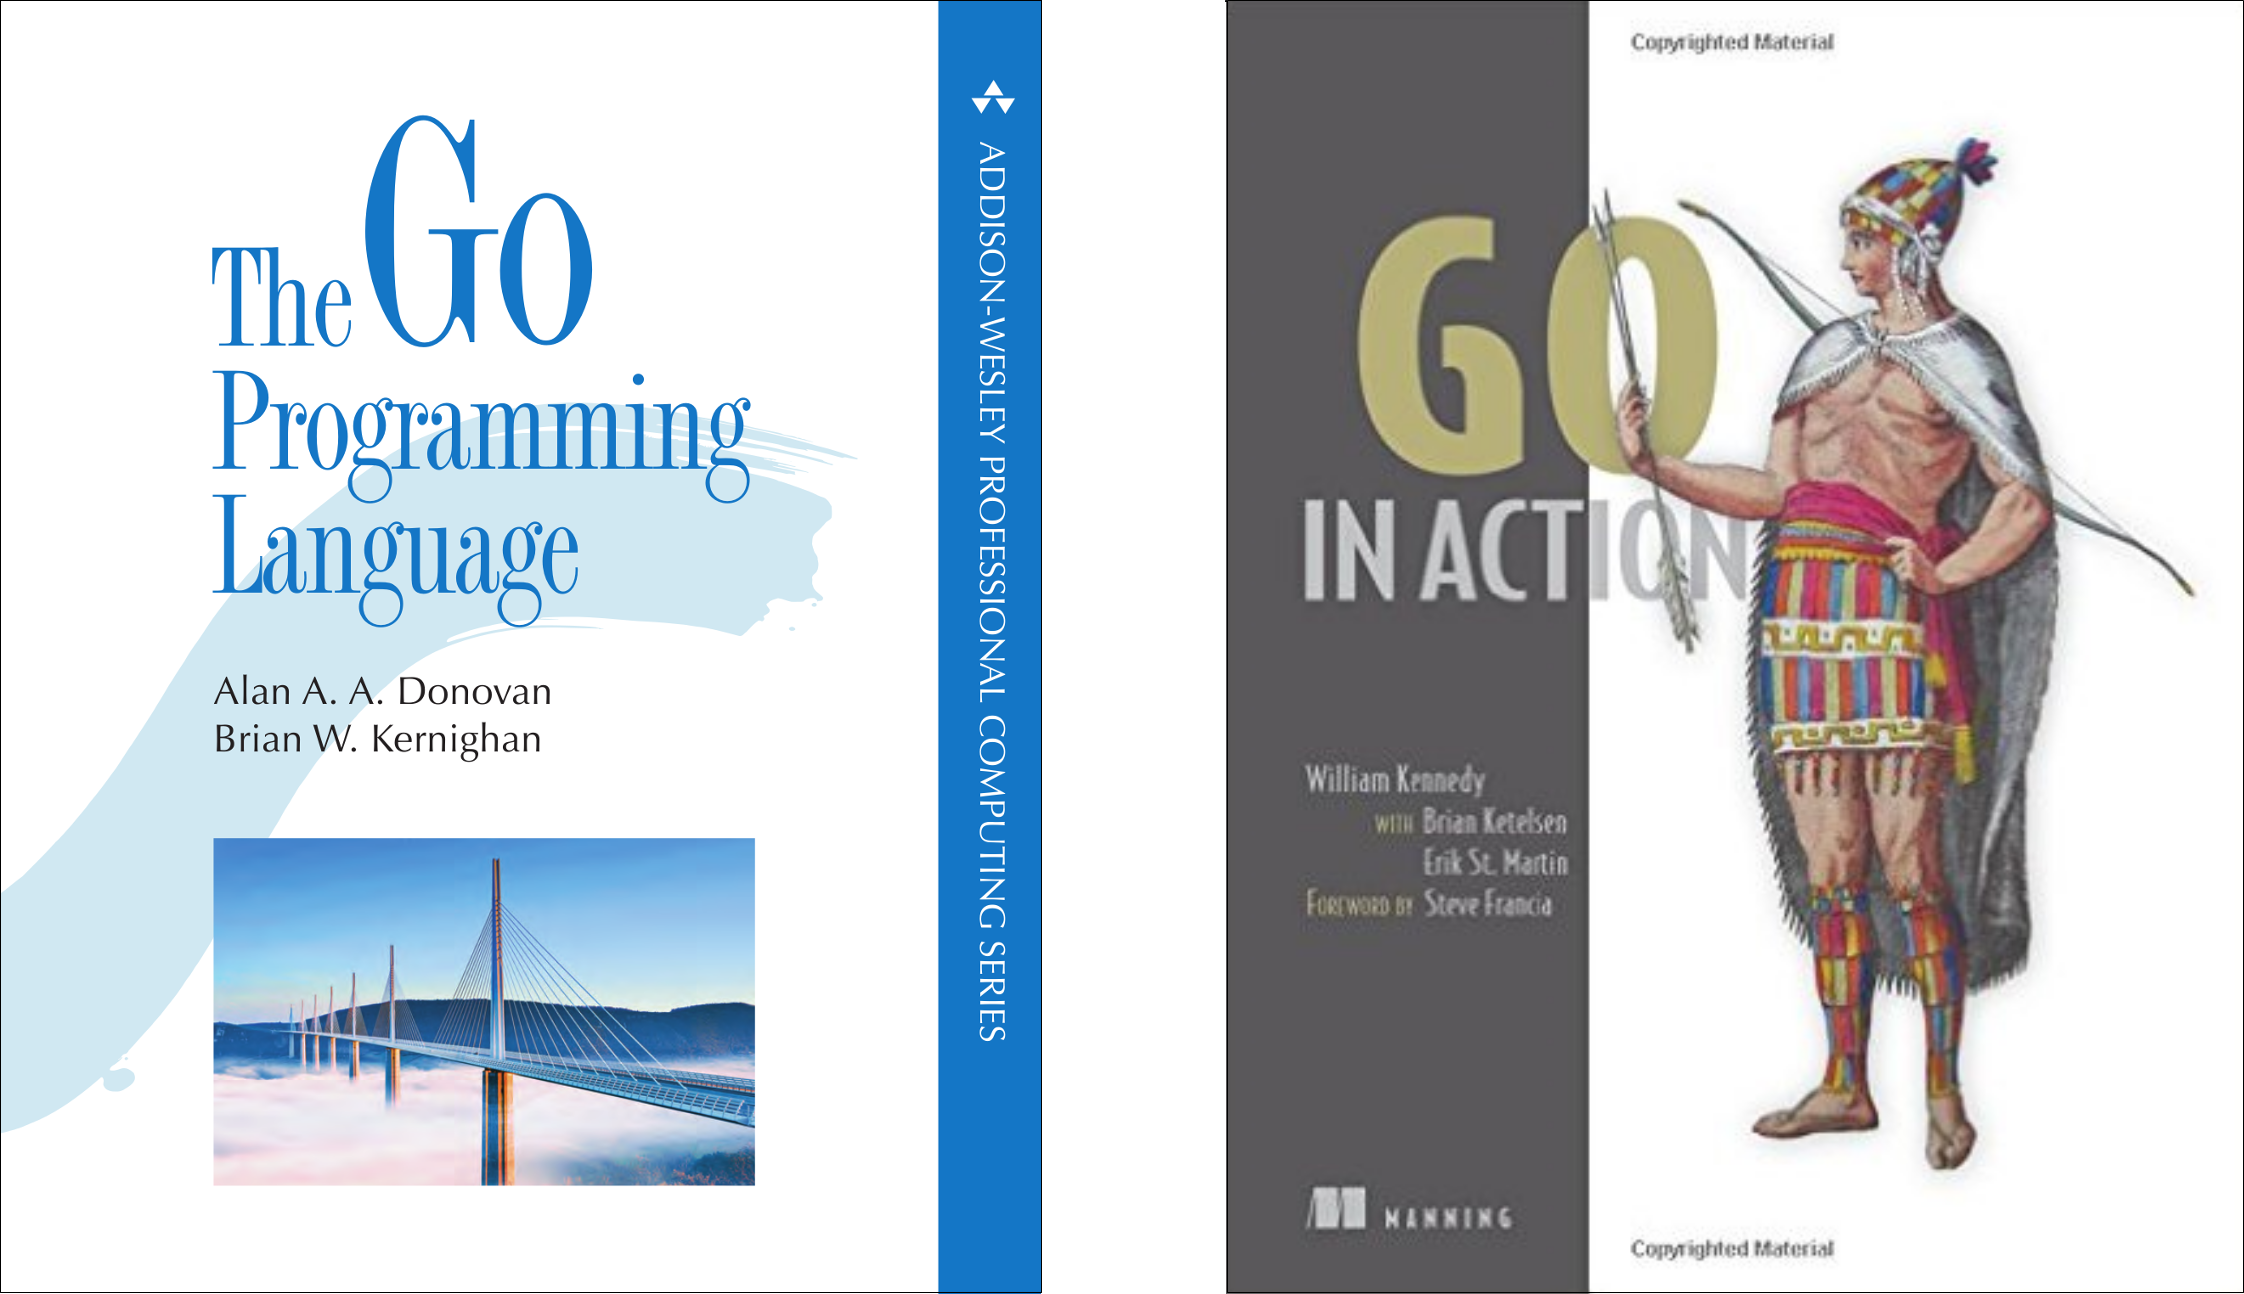 The Go
Programming
Language
Alan A. A. Donovan
Brian W. Kernighan
ADDISON-WESLEY PROFESSIONAL COMPUTING SERIES
Copyrighted Material
GO
IN ACTION
William Kennedy
WITH Brian Ketelsen
Erik St. Martin
FOREWORD BY Steve Francia
MANNING
Copyrighted Material